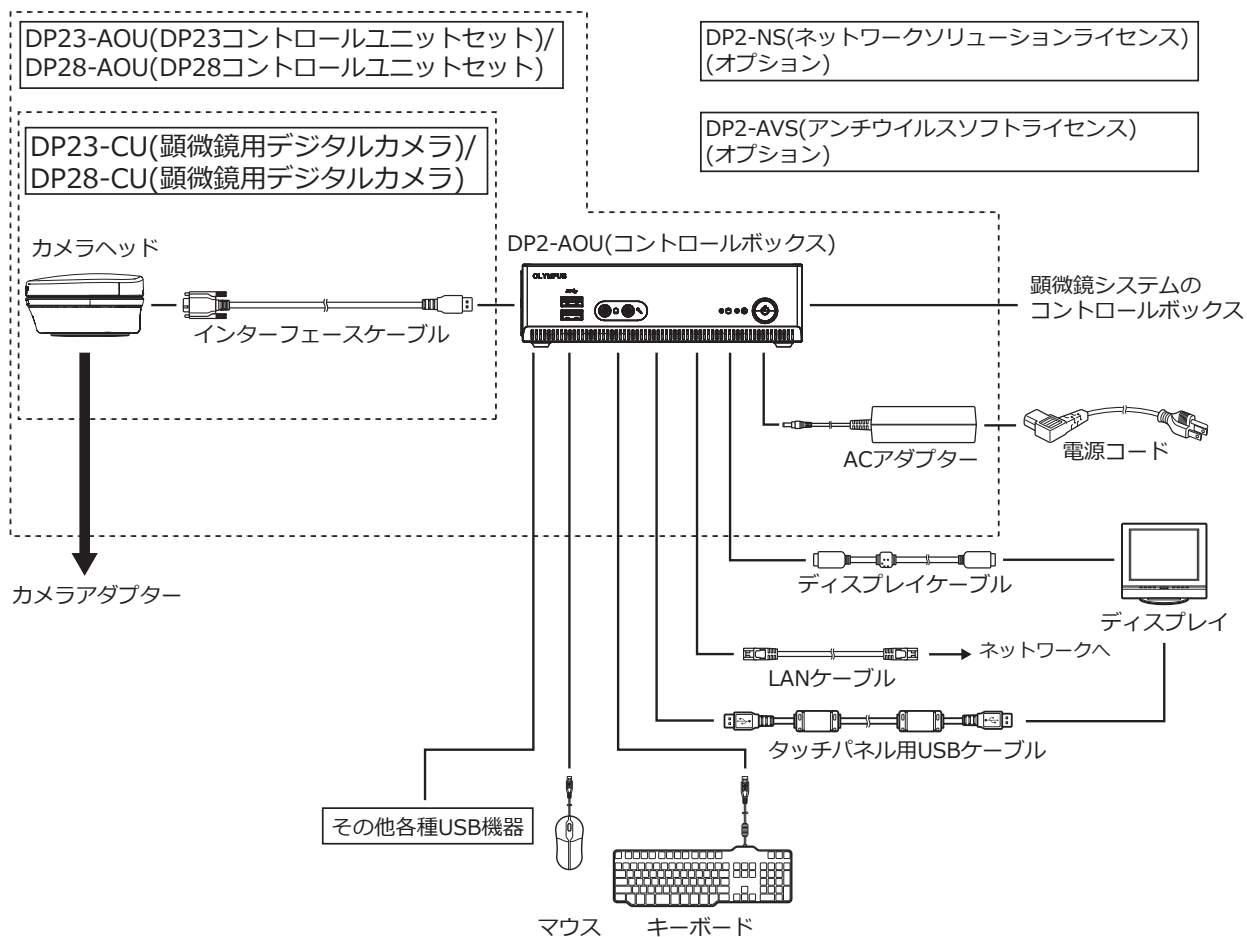 DP23-AOU(DP23コントロールユニットセット)/
DP28-AOU(DP28コントロールユニットセット)
DP2-NS(ネットワークソリューションライセンス)
(オプション)
DP2-AVS(アンチウイルスソフトライセンス)
(オプション)
DP23-CU(顕微鏡用デジタルカメラ)/
DP28-CU(顕微鏡用デジタルカメラ)
カメラヘッド
DP2-AOU(コントロールボックス)
OLYMPUS
インターフェースケーブル
顕微鏡システムの
コントロールボックス
ACアダプター
電源コード
カメラアダプター
ディスプレイケーブル
ディスプレイ
ネットワークへ
LANケーブル
タッチパネル用USBケーブル
その他各種USB機器
マウス
キーボード